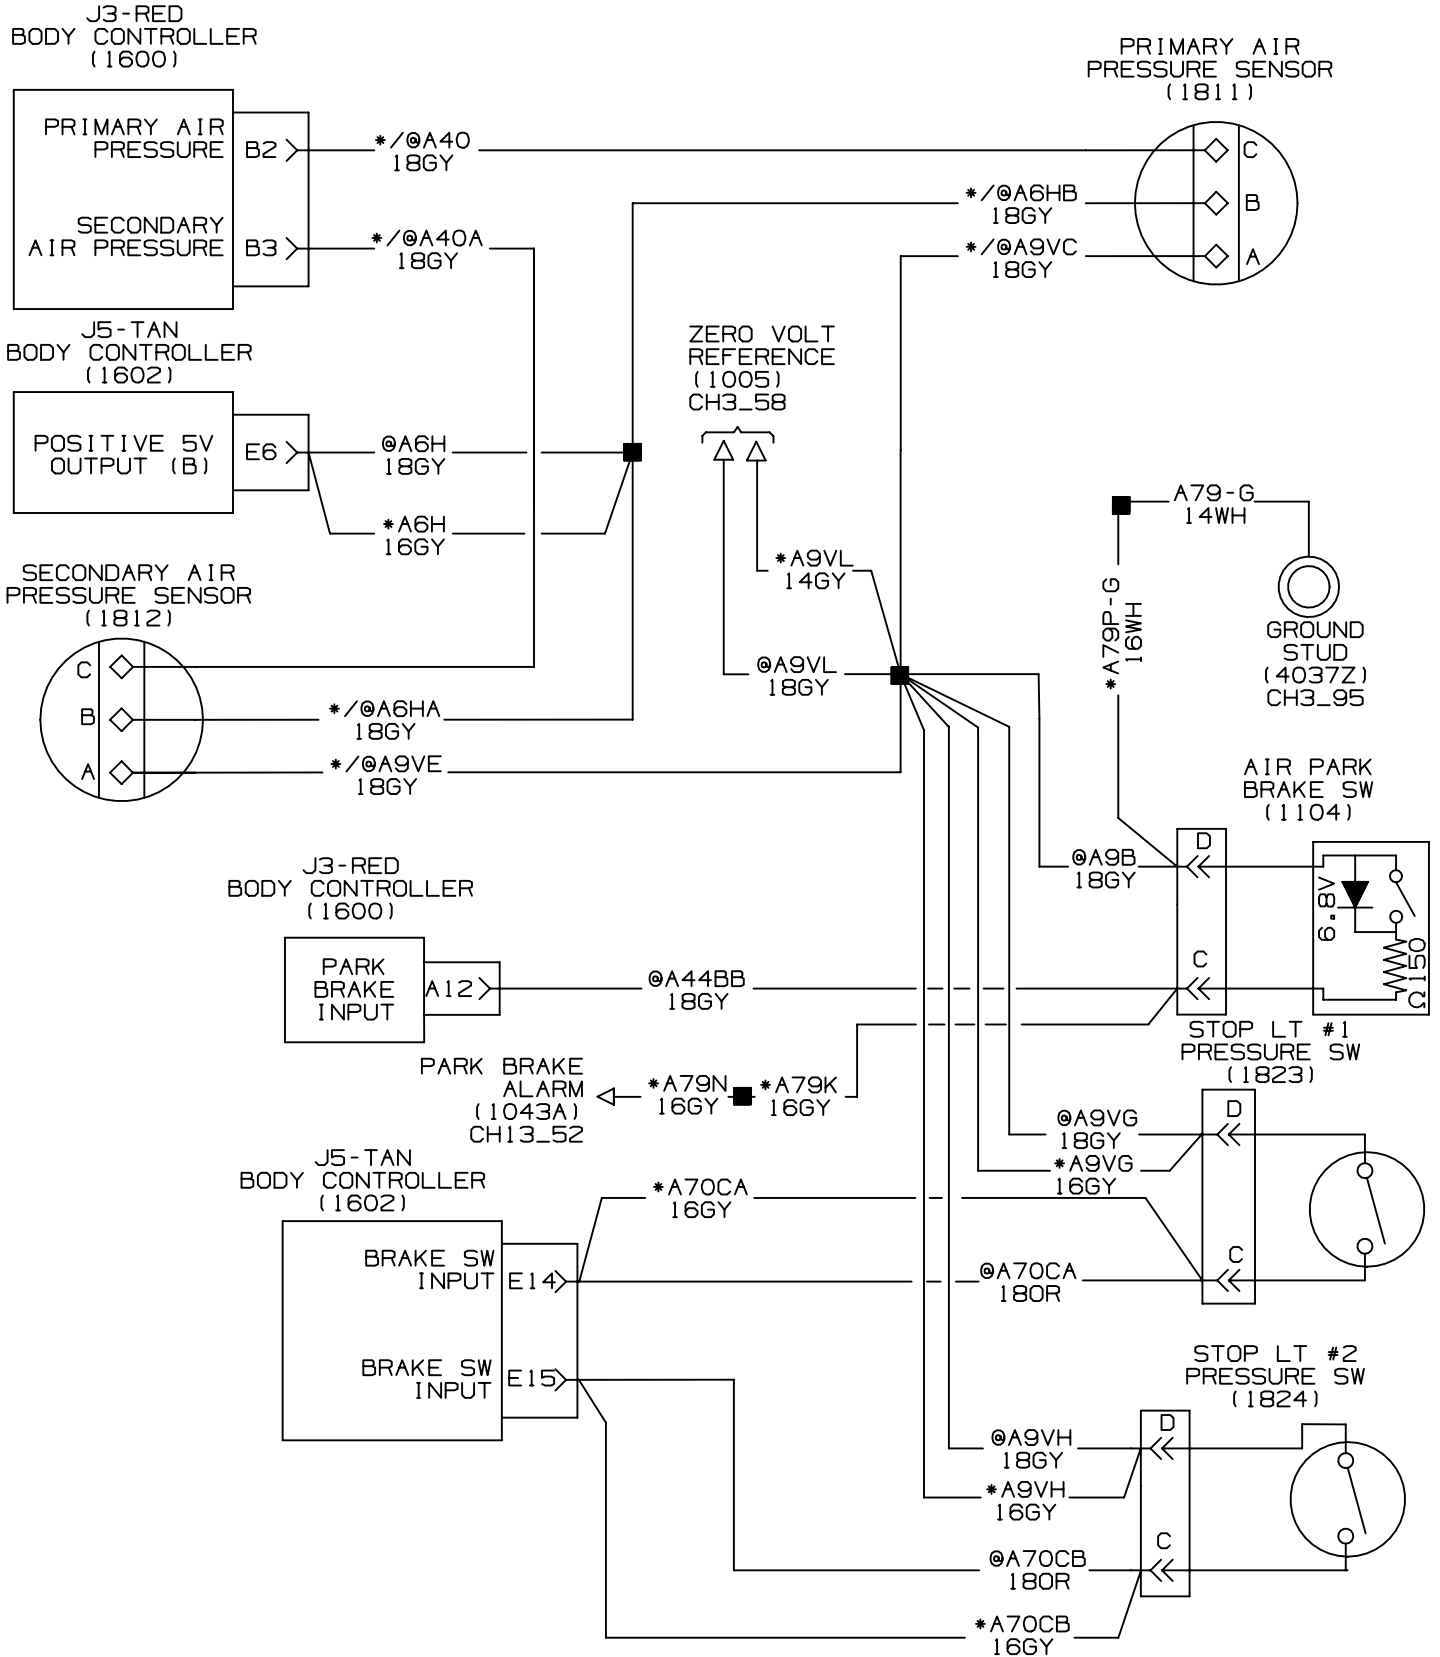 J3-RED
BODY CONTROLLER
(1600)
PRIMARY AIR
PRESSURE
B2
*/@A40
18GY
SECONDARY
AIR PRESSURE
B3
*/@A40A
18GY
PRIMARY AIR
PRESSURE SENSOR
(1811)
C
*/@A6HB
18GY
B
*/@A9VC
18GY
A
J5-TAN
BODY CONTROLLER
(1602)
POSITIVE 5V
OUTPUT (B)
E6
@A6H
18GY
*A6H
16GY
ZERO VOLT
REFERENCE
(1005)
CH3_58
*A9VL
14GY
@A9VL
18GY
A79-G
14WH
*A79P-G
16WH
GROUND
STUD
(4037Z)
CH3_95
SECONDARY AIR
PRESSURE SENSOR
(1812)
C
B
*/@A6HA
18GY
A
*/@A9VE
18GY
AIR PARK
BRAKE SW
(1104)
D
@A9B
18GY
6.8V
Ω150
C
J3-RED
BODY CONTROLLER
(1600)
PARK
BRAKE
INPUT
A12
@A44BB
18GY
PARK BRAKE
ALARM
(1043A)
CH13_52
*A79N
16GY
*A79K
16GY
STOP LT #1
PRESSURE SW
(1823)
D
@A9VG
18GY
*A9VG
16GY
C
J5-TAN
BODY CONTROLLER
(1602)
*A70CA
16GY
BRAKE SW
INPUT
E14
@A70CA
18OR
BRAKE SW
INPUT
E15
STOP LT #2
PRESSURE SW
(1824)
D
@A9VH
18GY
*A9VH
16GY
C
@A70CB
18OR
*A70CB
16GY